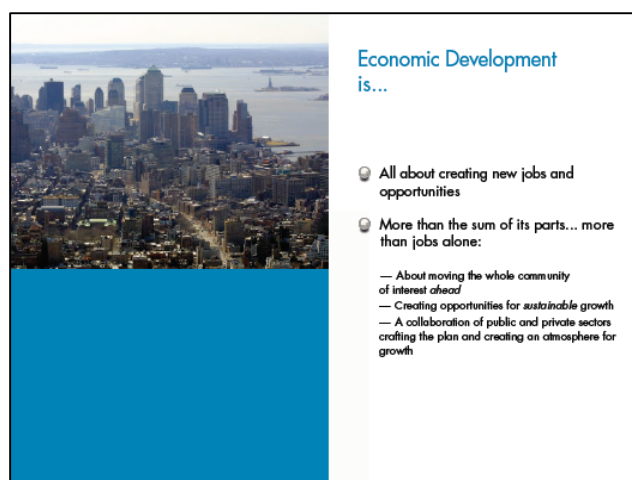 Economic Development
is...
All about creating new jobs and
opportunities
More than the sum of its parts... more
than jobs alone:
— About moving the whole community
of interest ahead
— Creating opportunities for sustainable growth
— A collaboration of public and private sectors
crafting the plan and creating an atmosphere for
growth